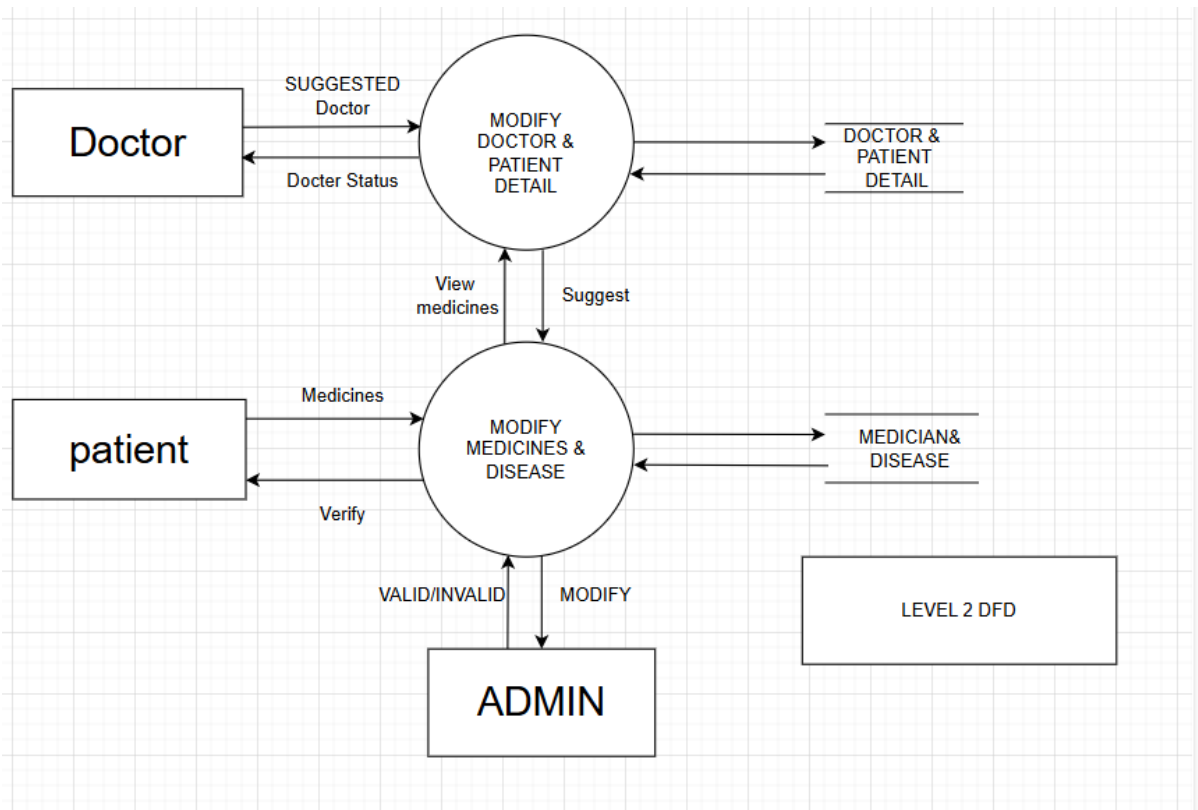 SUGGESTED
Doctor
Doctor
Docter Status
MODIFY
DOCTOR &
PATIENT
DETAIL
DOCTOR &
PATIENT
DETAIL
View
medicines
Suggest
patient
Medicines
Verify
MODIFY
MEDICINES &
DISEASE
MEDICIAN&
DISEASE
VALID/INVALID
MODIFY
LEVEL 2 DFD
ADMIN